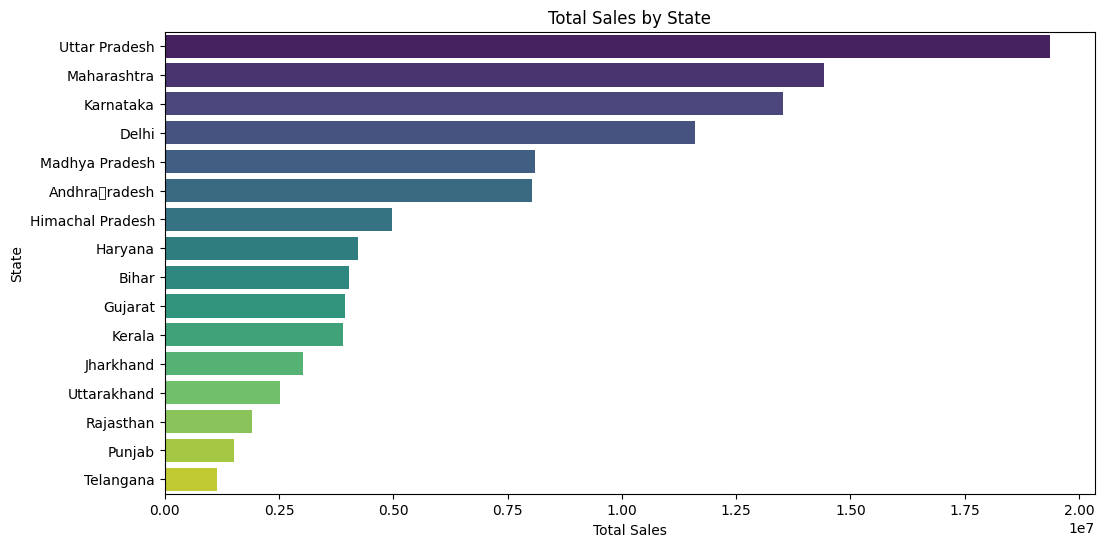 Total Sales by State
Uttar Pradesh
Maharashtra
Karnataka
Delhi
Madhya Pradesh
Andhra▯radesh
Himachal Pradesh
Haryana
Bihar
Gujarat
Kerala
Jharkhand
Uttarakhand
Rajasthan
Punjab
Telangana
State
0.00 0.25 0.50 0.75 1.00 1.25 1.50 1.75 2.00
1e7
Total Sales